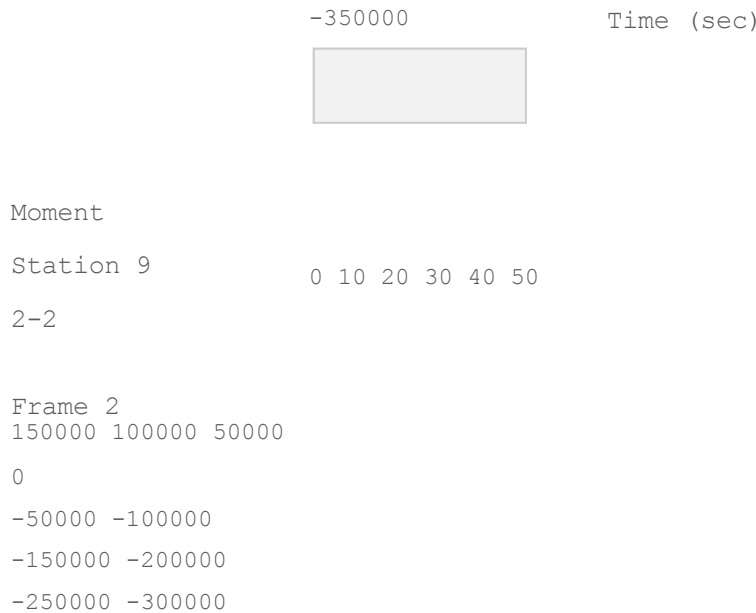 -350000 Time (sec)
Moment
Station 9
0 10 20 30 40 50
2-2
Frame 2
150000 100000 50000
0
-50000 -100000
-150000 -200000
-250000 -300000